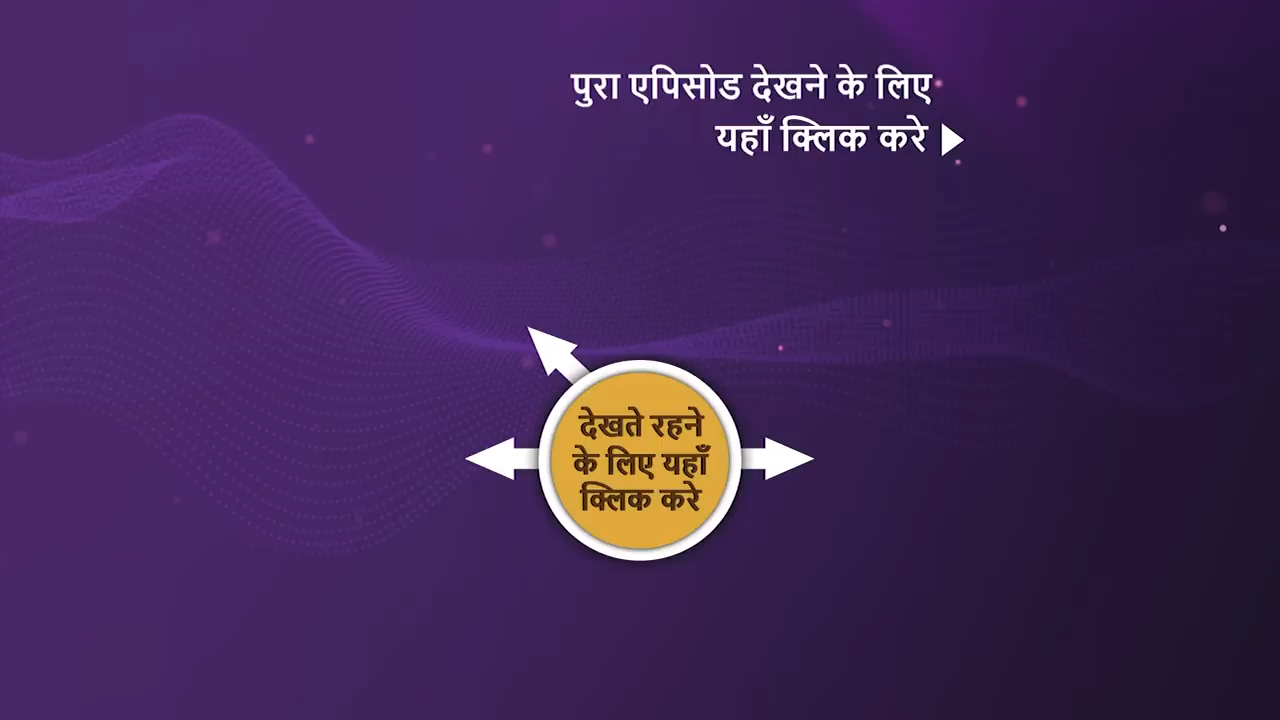 पुरा एपिसोड देखने के लिए
यहाँ क्लिक करे
देखते रहने
के लिए यहाँ
क्लिक करे